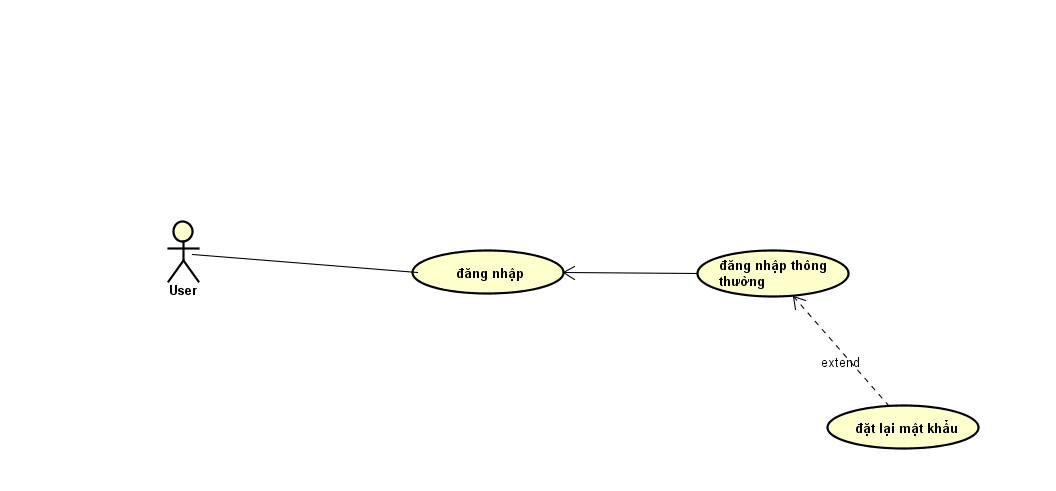 User
đăng nhập
đăng nhập thông
thường
extend
đặt lại mật khẩu